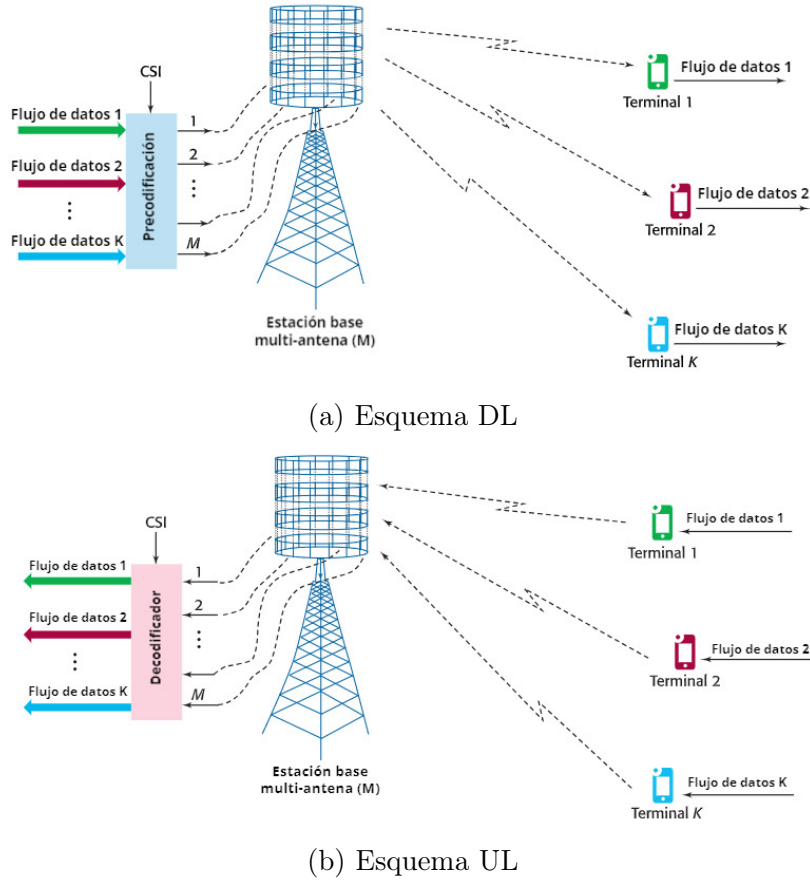 CSI
Flujo de datos 1
Flujo de datos 2
Flujo de datos K
Precodificación
1
2
M
Estación base
multi-antena (M)
Flujo de datos 1
Terminal 1
Flujo de datos 2
Terminal 2
Flujo de datos K
Terminal K
(a) Esquema DL
CSI
Flujo de datos 1
Flujo de datos 2
Flujo de datos K
Decodificador
1
2
M
Estación base
multi-antena (M)
Flujo de datos 1
Terminal 1
Flujo de datos 2
Terminal 2
Flujo de datos K
Terminal K
(b) Esquema UL